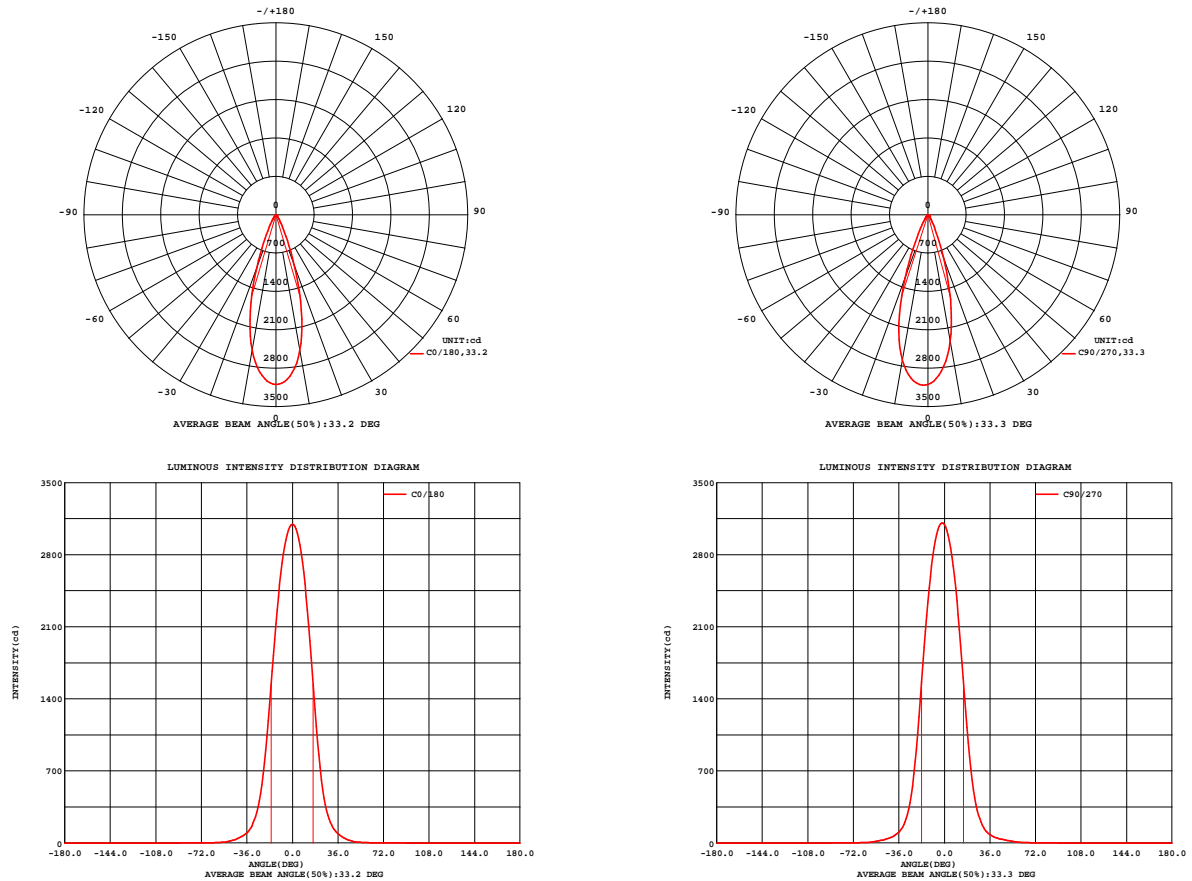 -/+180
-150 150
-120 120
-90 90
0
700
1400
2100
2800
3500
-60 60
-30 30
0
UNIT:cd
C0/180,33.2
AVERAGE BEAM ANGLE(50%):33.2 DEG
-/+180
-150 150
-120 120
-90 90
0
700
1400
2100
2800
3500
-60 60
-30 30
0
UNIT:cd
C90/270,33.3
AVERAGE BEAM ANGLE(50%):33.3 DEG
LUMINOUS INTENSITY DISTRIBUTION DIAGRAM
C0/180
INTENSITY(cd)
3500
2800
2100
1400
700
0
-180.0 -144.0 -108.0 -72.0 -36.0 0.0 36.0 72.0 108.0 144.0 180.0
ANGLE(DEG)
AVERAGE BEAM ANGLE(50%):33.2 DEG
LUMINOUS INTENSITY DISTRIBUTION DIAGRAM
C90/270
INTENSITY(cd)
3500
2800
2100
1400
700
0
-180.0 -144.0 -108.0 -72.0 -36.0 0.0 36.0 72.0 108.0 144.0 180.0
ANGLE(DEG)
AVERAGE BEAM ANGLE(50%):33.3 DEG